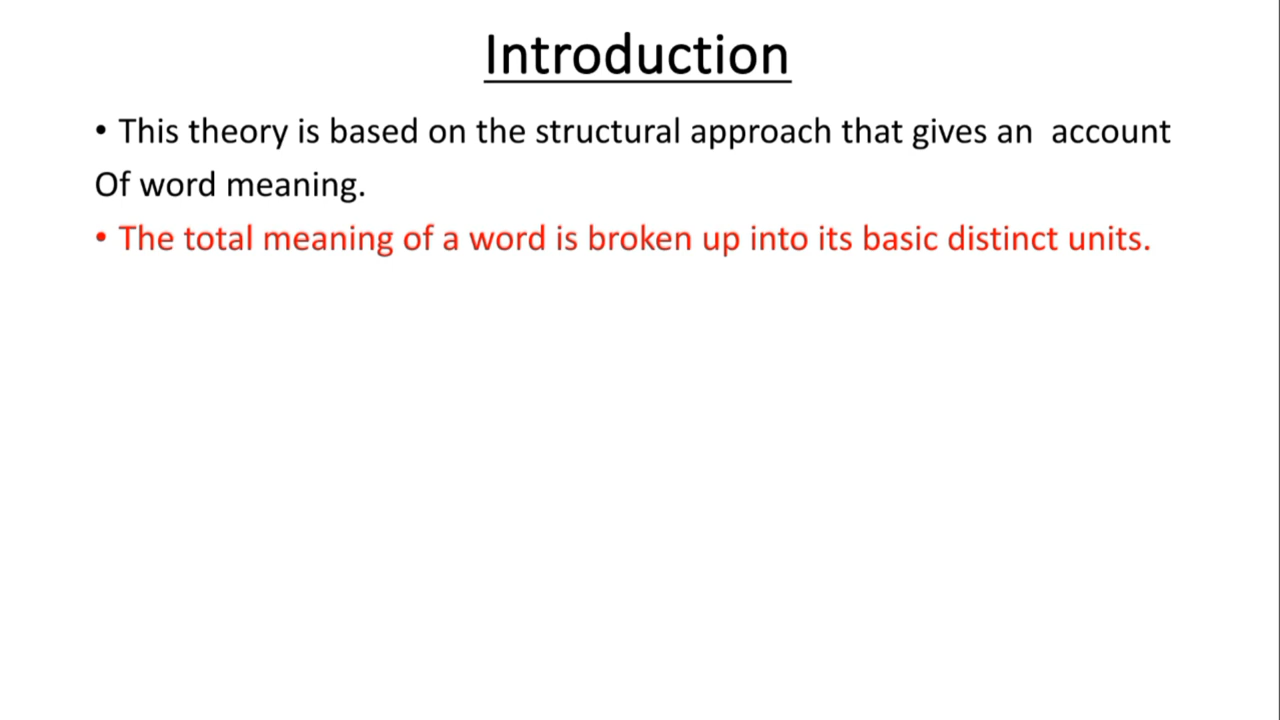 Introduction
• This theory is based on the structural approach that gives an  account
Of word meaning.
• The total meaning of a word is broken up into its basic distinct units.